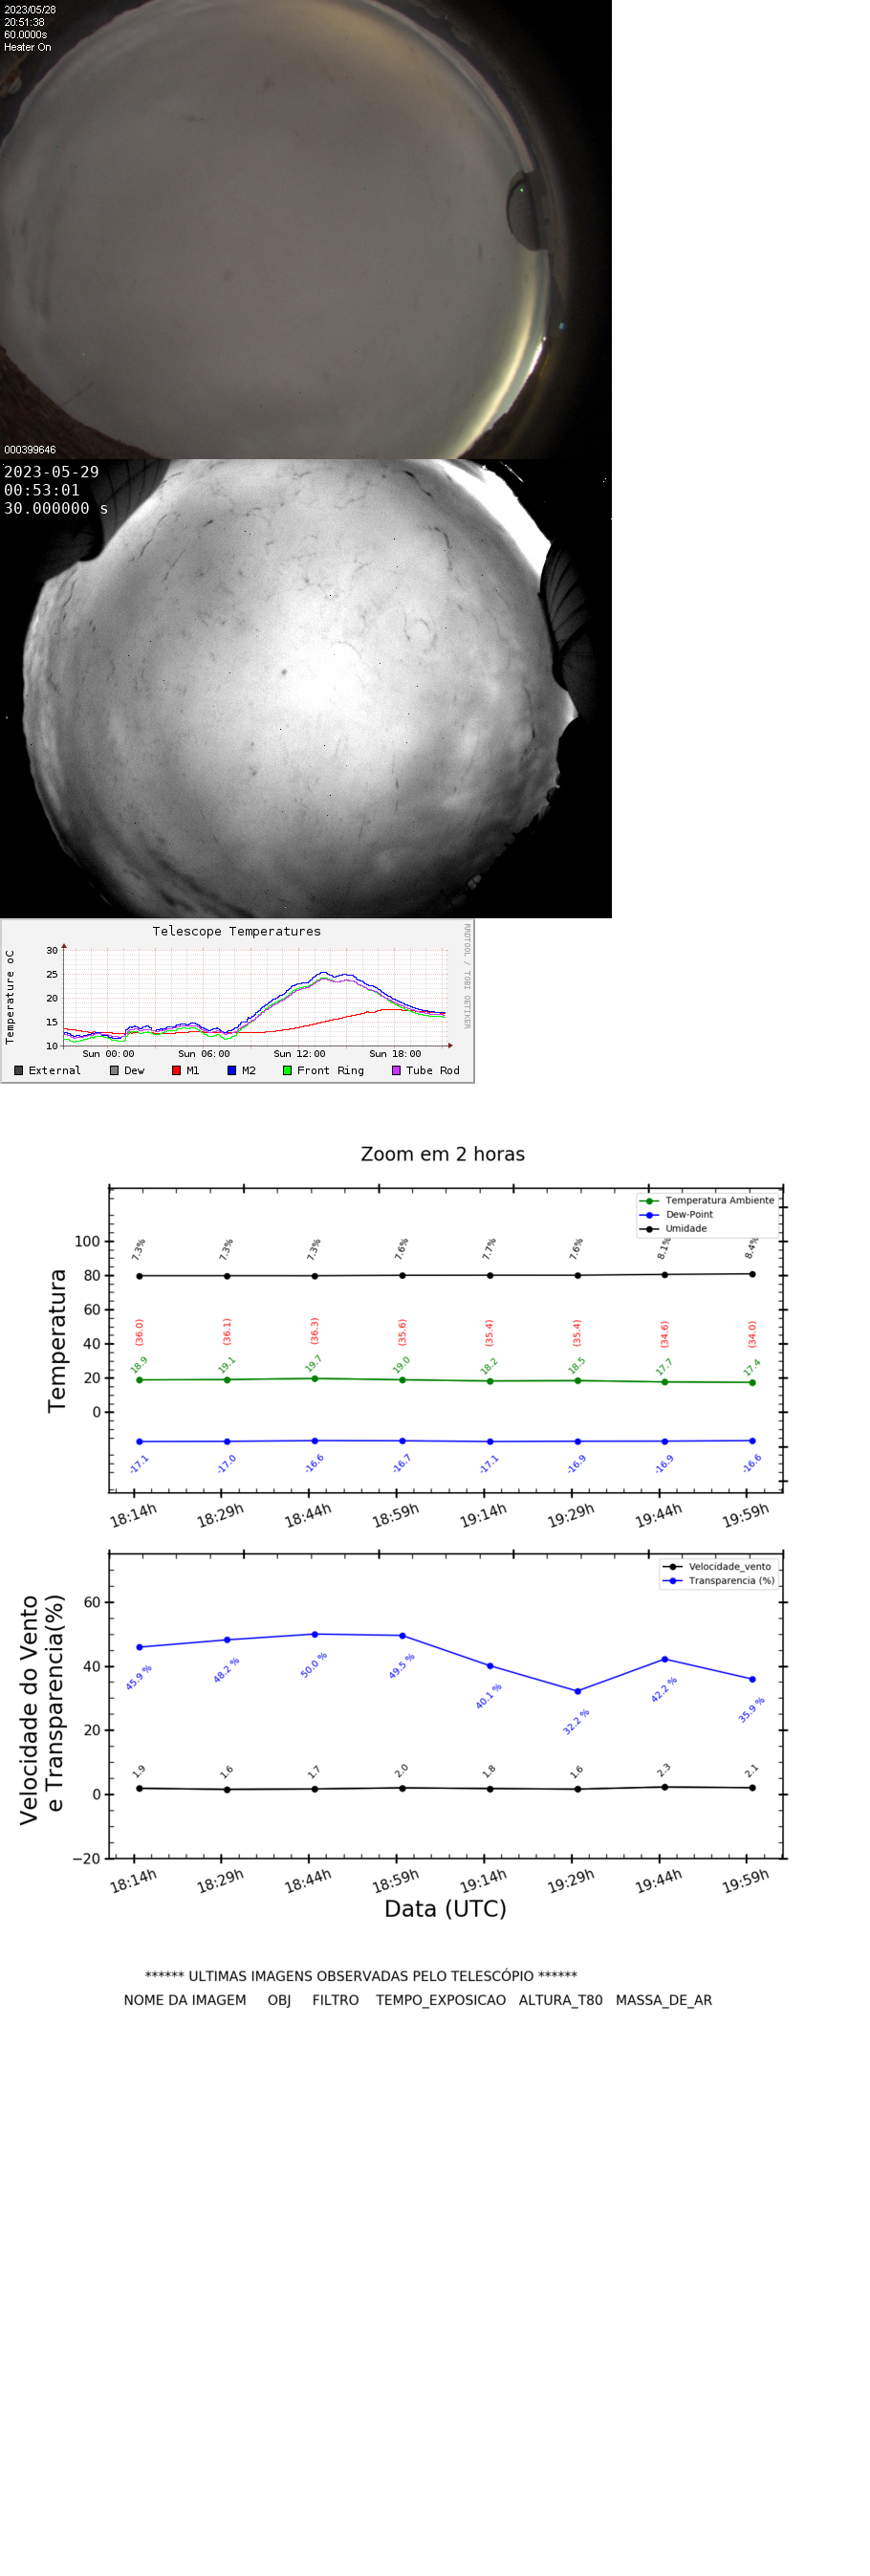 2023/05/28
20:51:38
60.0000s
Heater On
000399646
2023-05-29
00:53:01
30.000000 s
Telescope Temperatures
RRDTOOL / TOBI OETIKER
Temperature oC
30
25
20
15
10
Sun 00:00 Sun 06:00 Sun 12:00 Sun 18:00
External Dew M1 M2 Front Ring Tube Rod
Zoom em 2 horas
Temperatura Ambiente
Dew-Point
Umidade
Temperatura
100
80
60
40
20
0
7.3% 7.3% 7.3% 7.6% 7.7% 7.6% 8.1% 8.4%
(36.0) (36.1) (36.3) (35.6) (35.4) (35.4) (34.6) (34.0)
18.9 19.1 19.7 19.0 18.2 18.5 17.7 17.4
-17.1 -17.0 -16.6 -16.7 -17.1 -16.9 -16.9 -16.6
18:14h 18:29h 18:44h 18:59h 19:14h 19:29h 19:44h 19:59h
Velocidade_vento
Transparencia (%)
Velocidade do Vento
e Transparencia(%)
60
40
20
0
−20
45.9 % 48.2 % 50.0 % 49.5 % 40.1 % 32.2 % 42.2 % 35.9 %
1.9 1.6 1.7 2.0 1.8 1.6 2.3 2.1
18:14h 18:29h 18:44h 18:59h 19:14h 19:29h 19:44h 19:59h
Data (UTC)
****** ULTIMAS IMAGENS OBSERVADAS PELO TELESCÓPIO ******
NOME DA IMAGEM OBJ FILTRO TEMPO_EXPOSICAO ALTURA_T80 MASSA_DE_AR